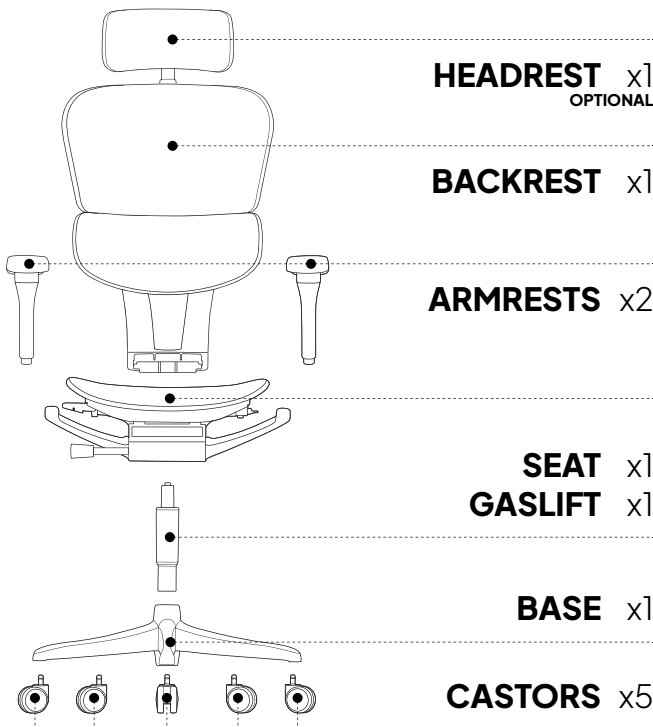 HEADREST x1
OPTIONAL
BACKREST x1
ARMRESTS x2
SEAT x1
GASLIFT x1
BASE x1
CASTORS x5